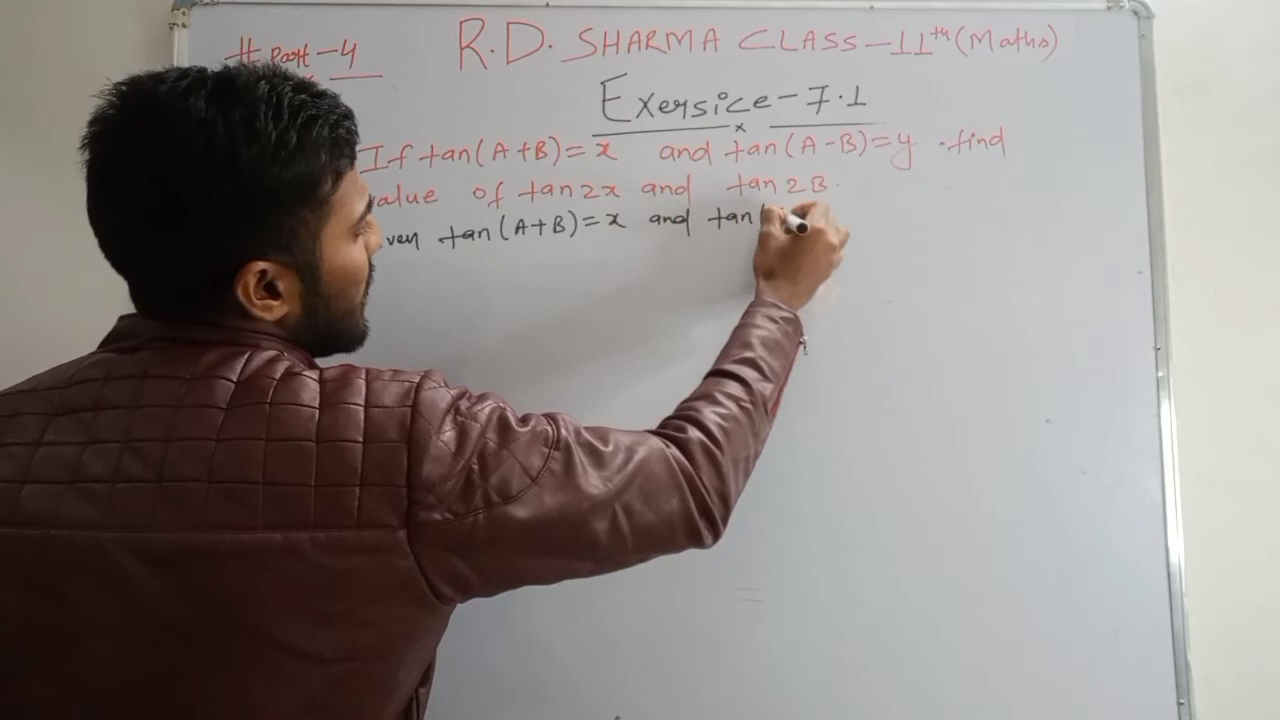 # Part-4 R.D. SHARMA CLASS-11th (Maths)
Exersice-7.1
If tan(A+B)=x and tan(A-B)=y . find
value of tan2x and tan2B.
tan(A+B)=x and tan(